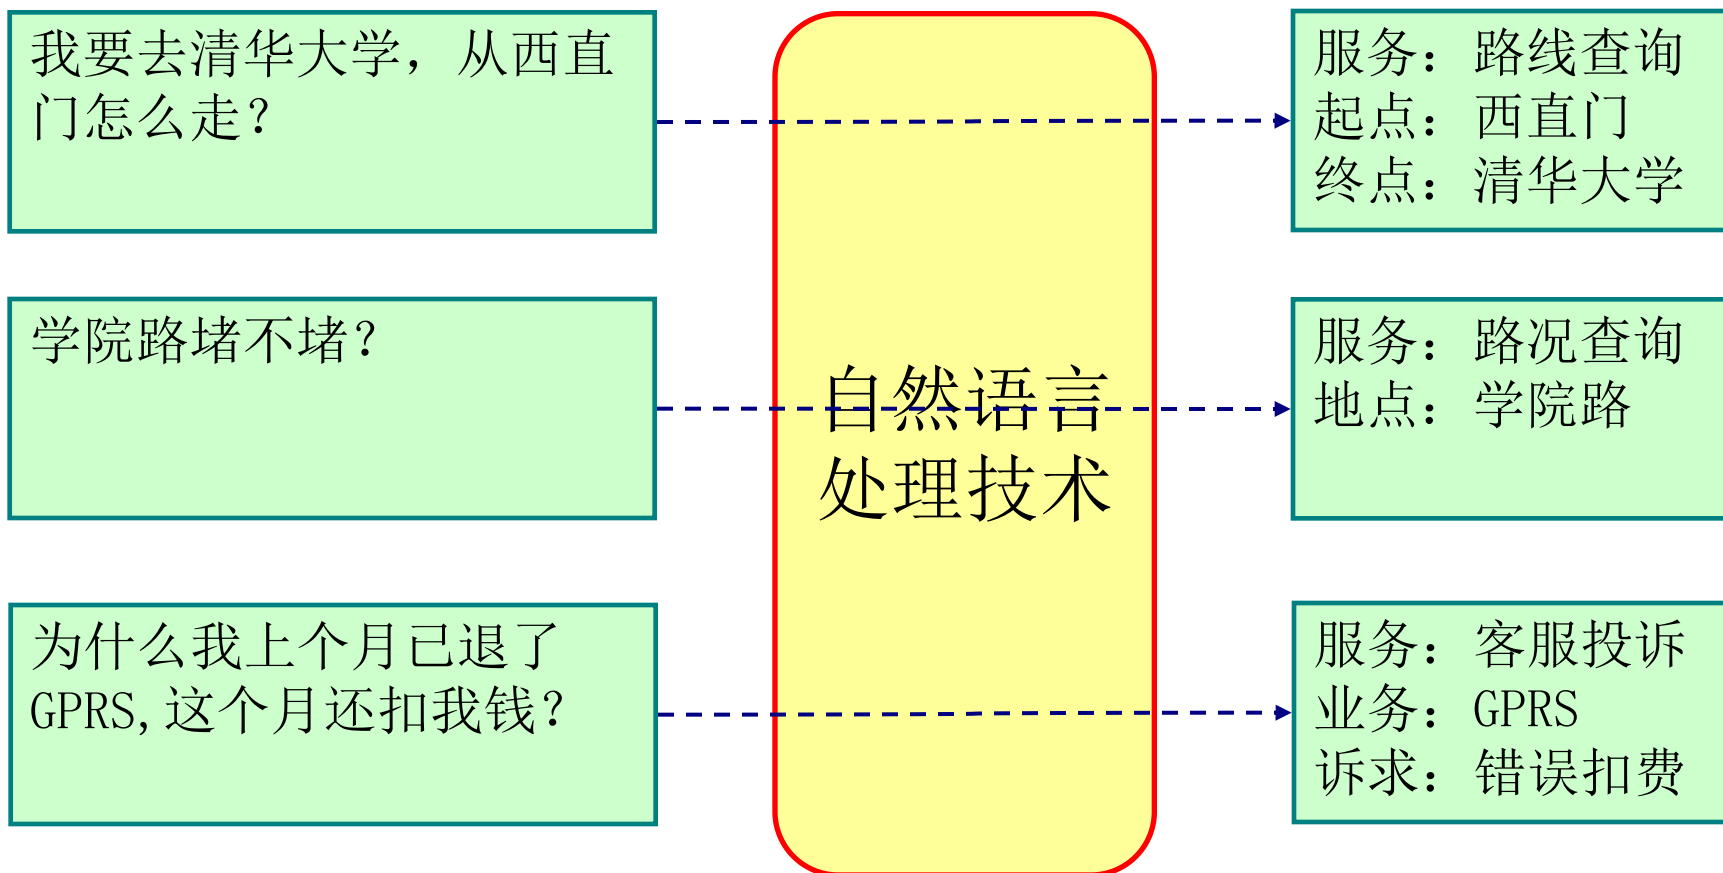 我要去清华大学，从西直
门怎么走？
服务：路线查询
起点：西直门
终点：清华大学
学院路堵不堵？
自然语言
处理技术
服务：路况查询
地点：学院路
为什么我上个月已退了
GPRS,这个月还扣我钱？
服务：客服投诉
业务：GPRS
诉求：错误扣费